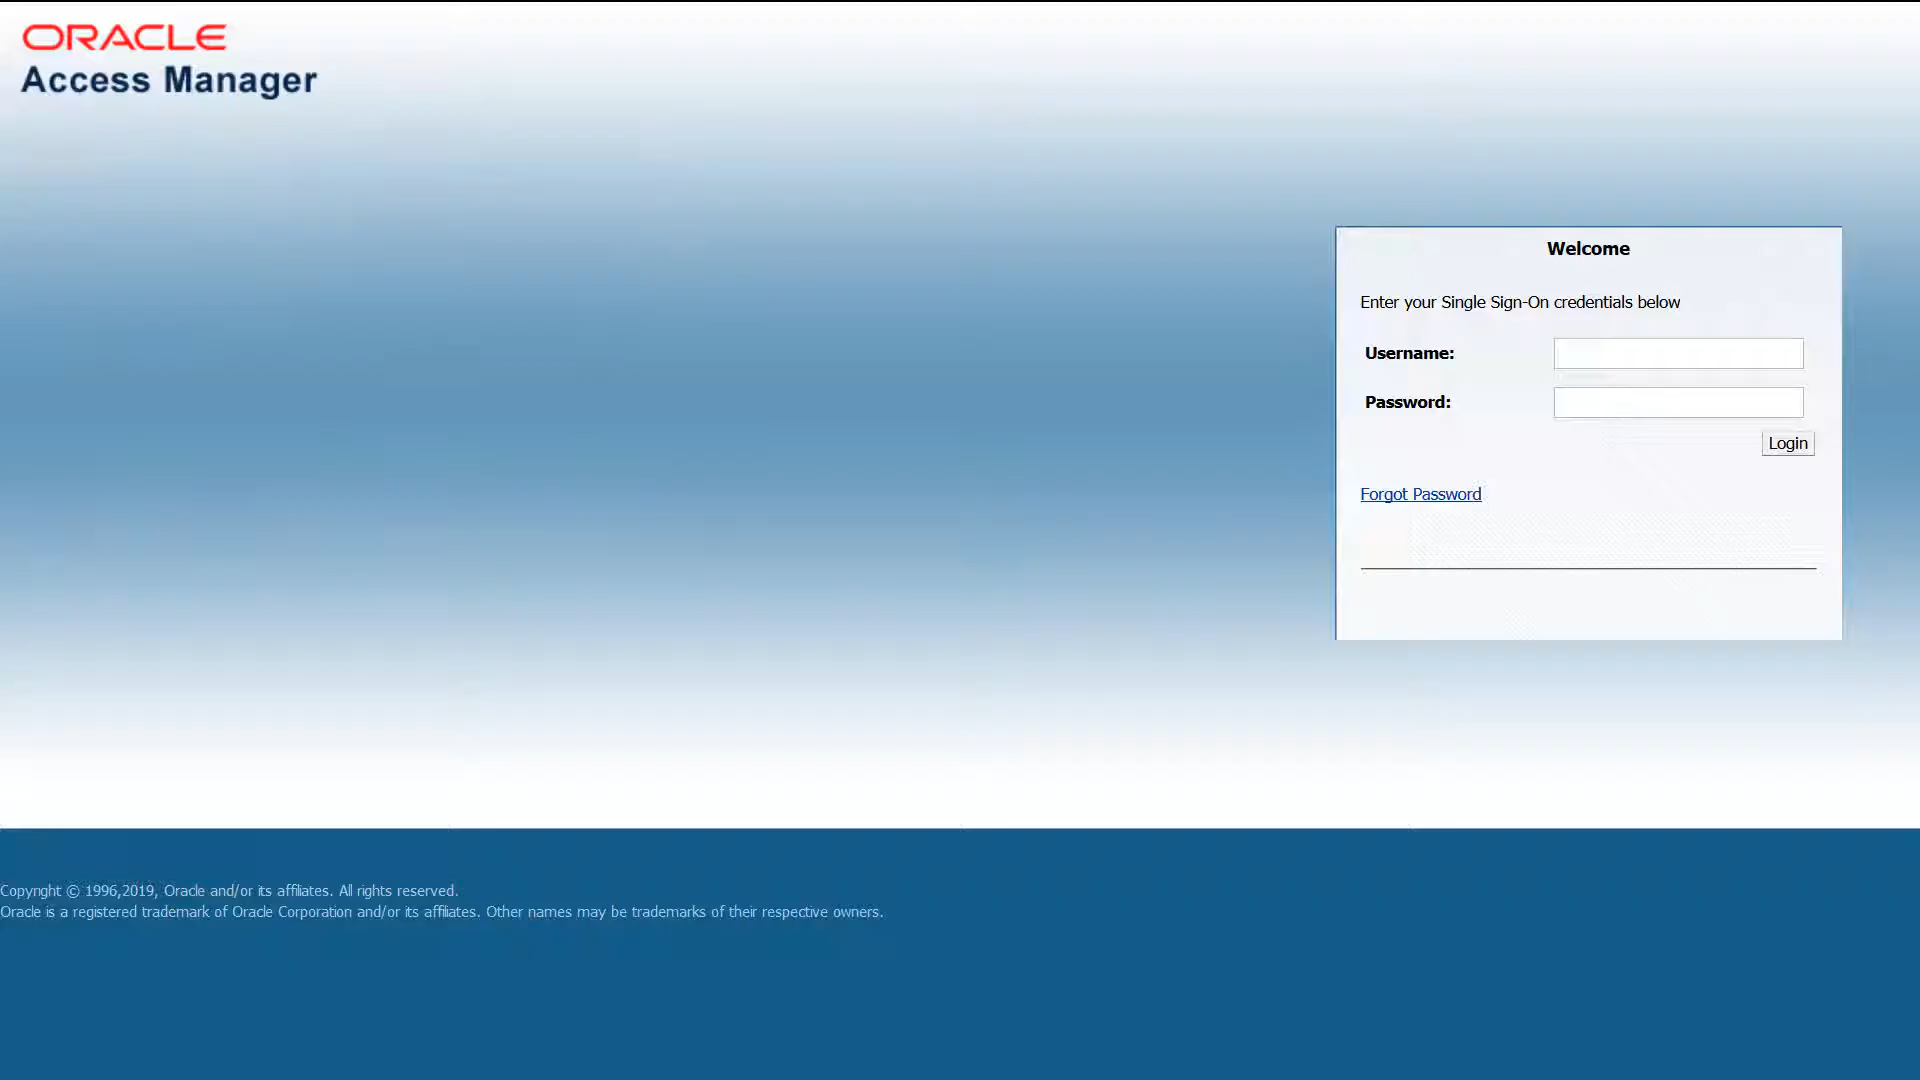 ORACLE
Access Manager
Welcome
Enter your Single Sign-On credentials below
Username:
Password:
Login
Forgot Password
Copyright © 1996,2019, Oracle and/or its affiliates. All rights reserved.
Oracle is a registered trademark of Oracle Corporation and/or its affiliates. Other names may be trademarks of their respective owners.